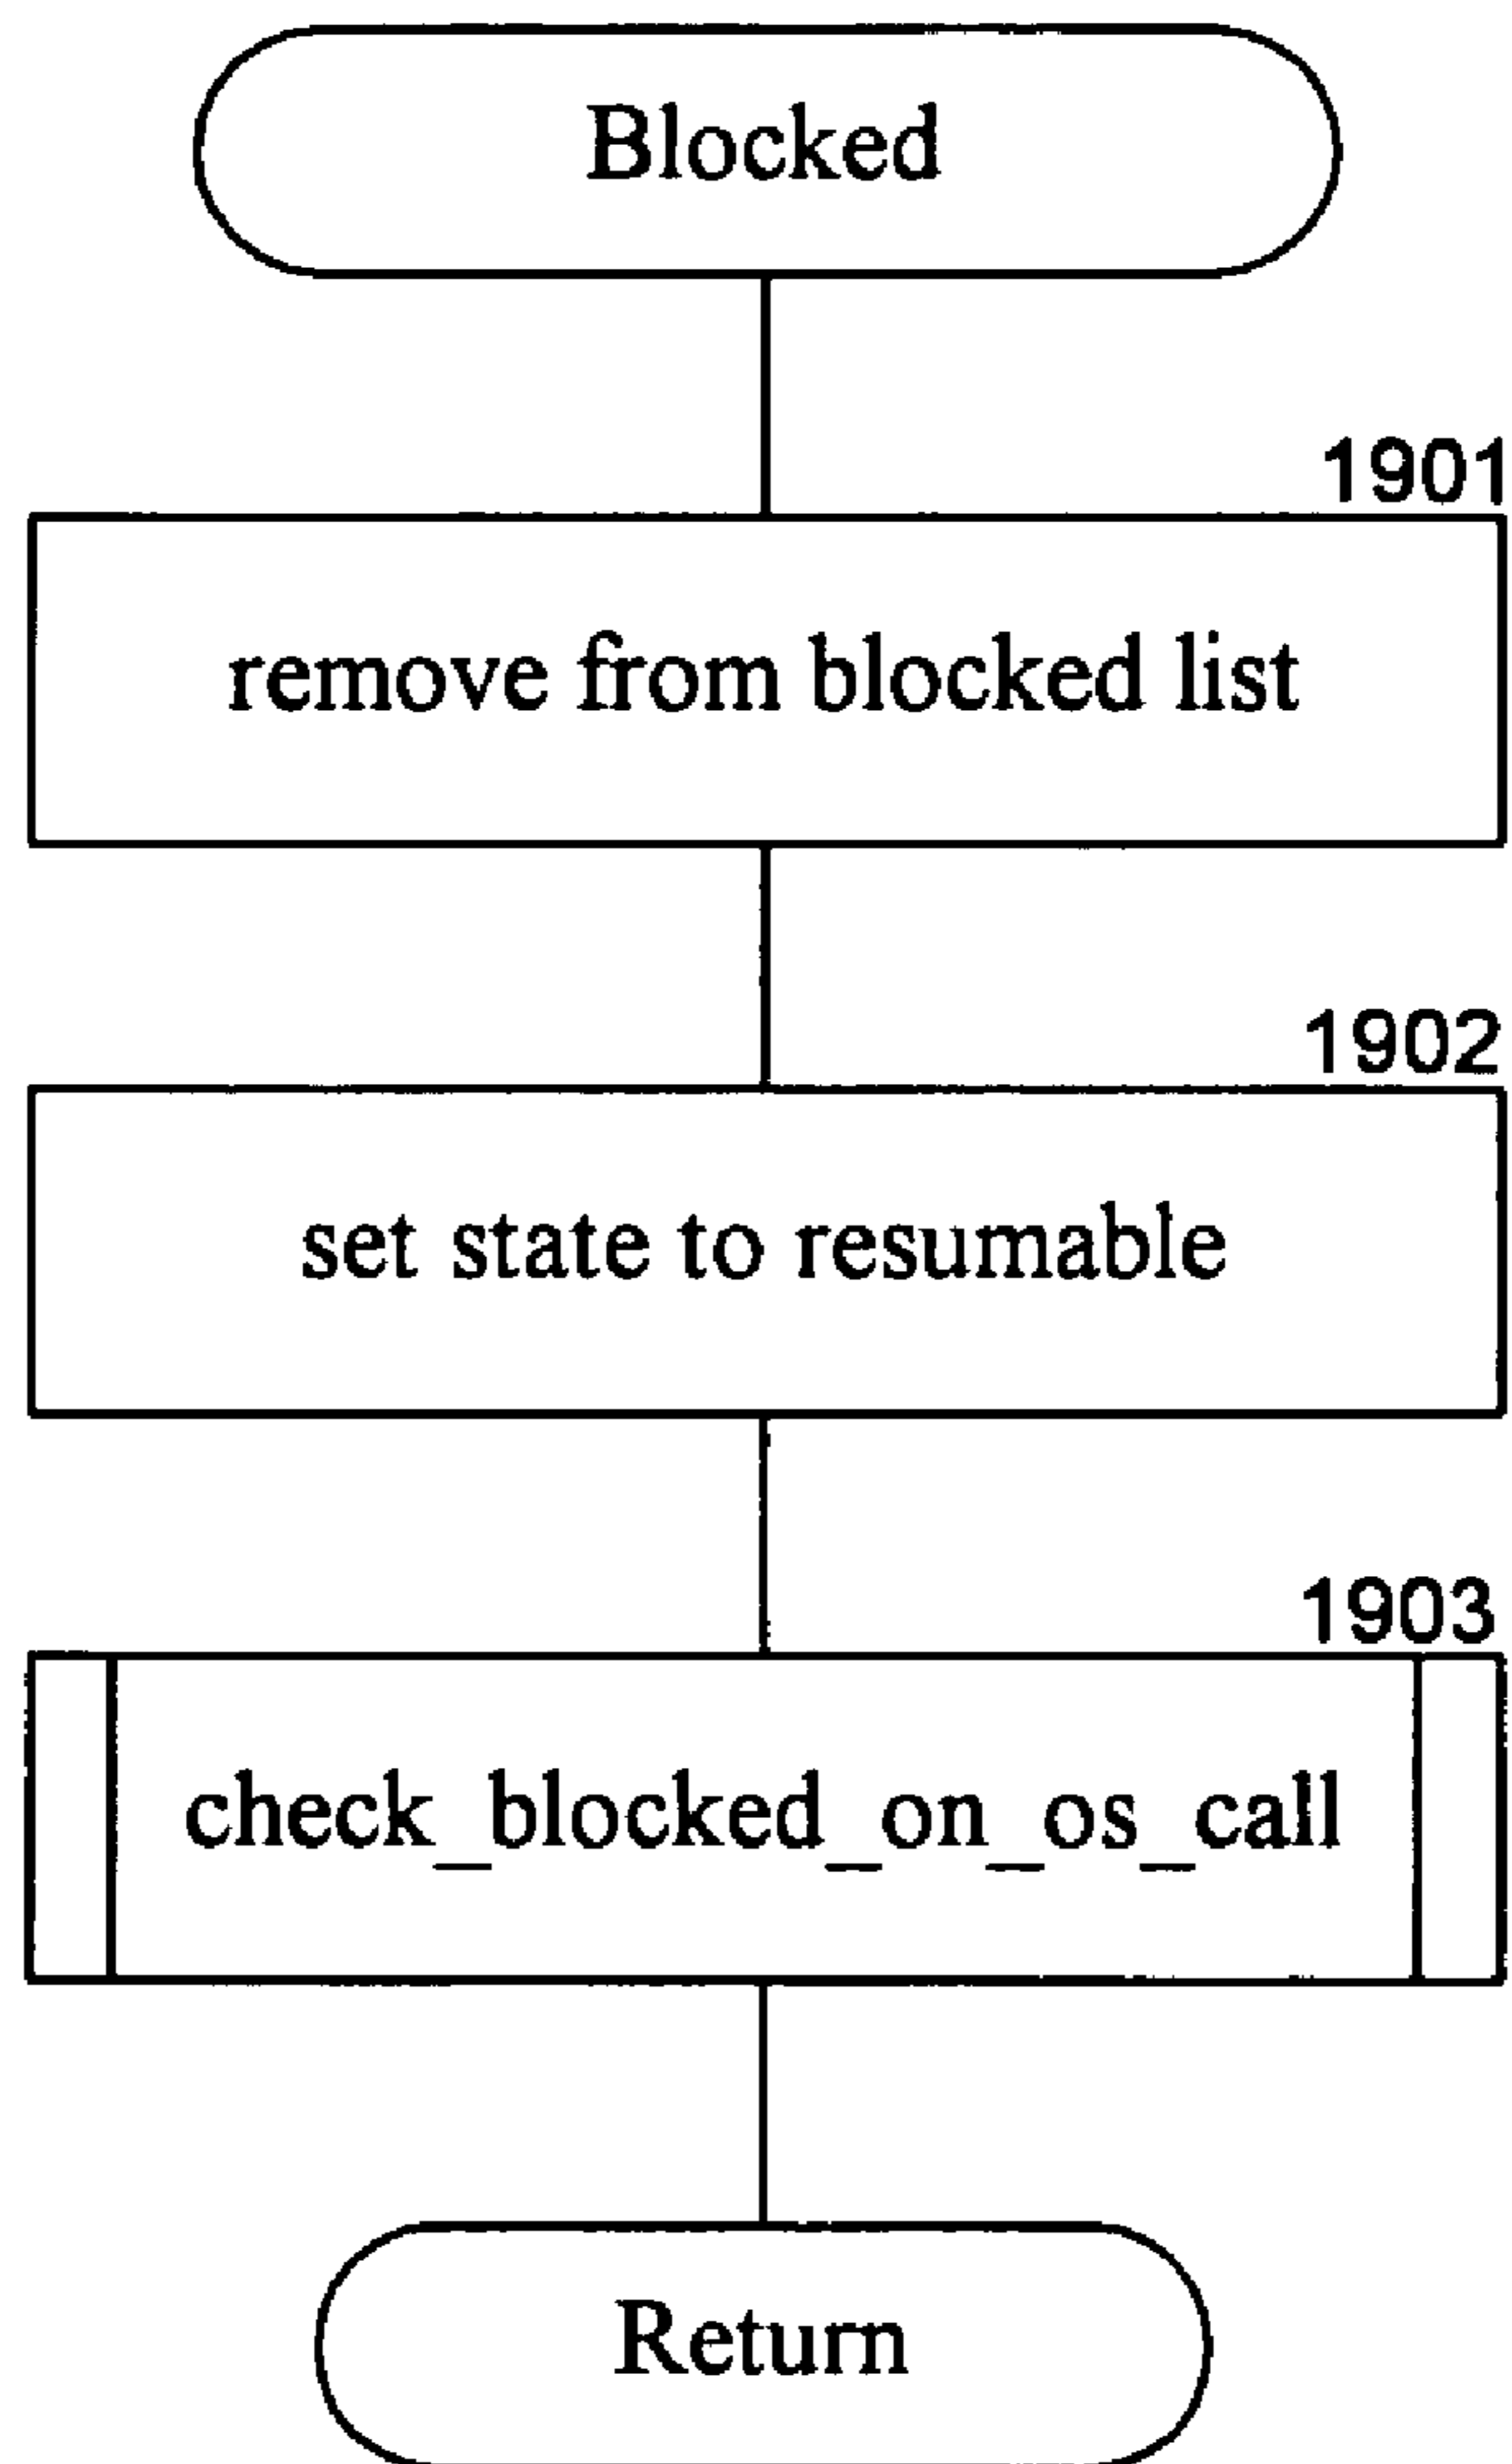 Blocked
1901
remove from blocked list
1902
set state to resumable
1903
check_blocked_on_os_call
Return